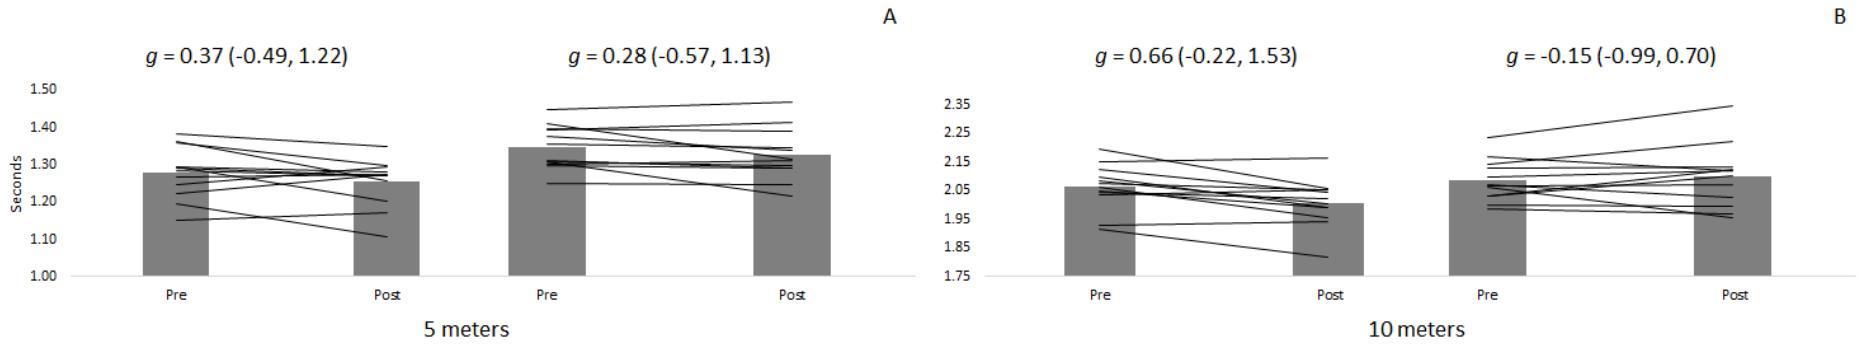 A
g = 0.37 (-0.49, 1.22)
g = 0.28 (-0.57, 1.13)
Seconds
1.50
1.40
1.30
1.20
1.10
1.00
Pre
Post
Pre
Post
5 meters
B
g = 0.66 (-0.22, 1.53)
g = -0.15 (-0.99, 0.70)
2.35
2.25
2.15
2.05
1.95
1.85
1.75
Pre
Post
Pre
Post
10 meters